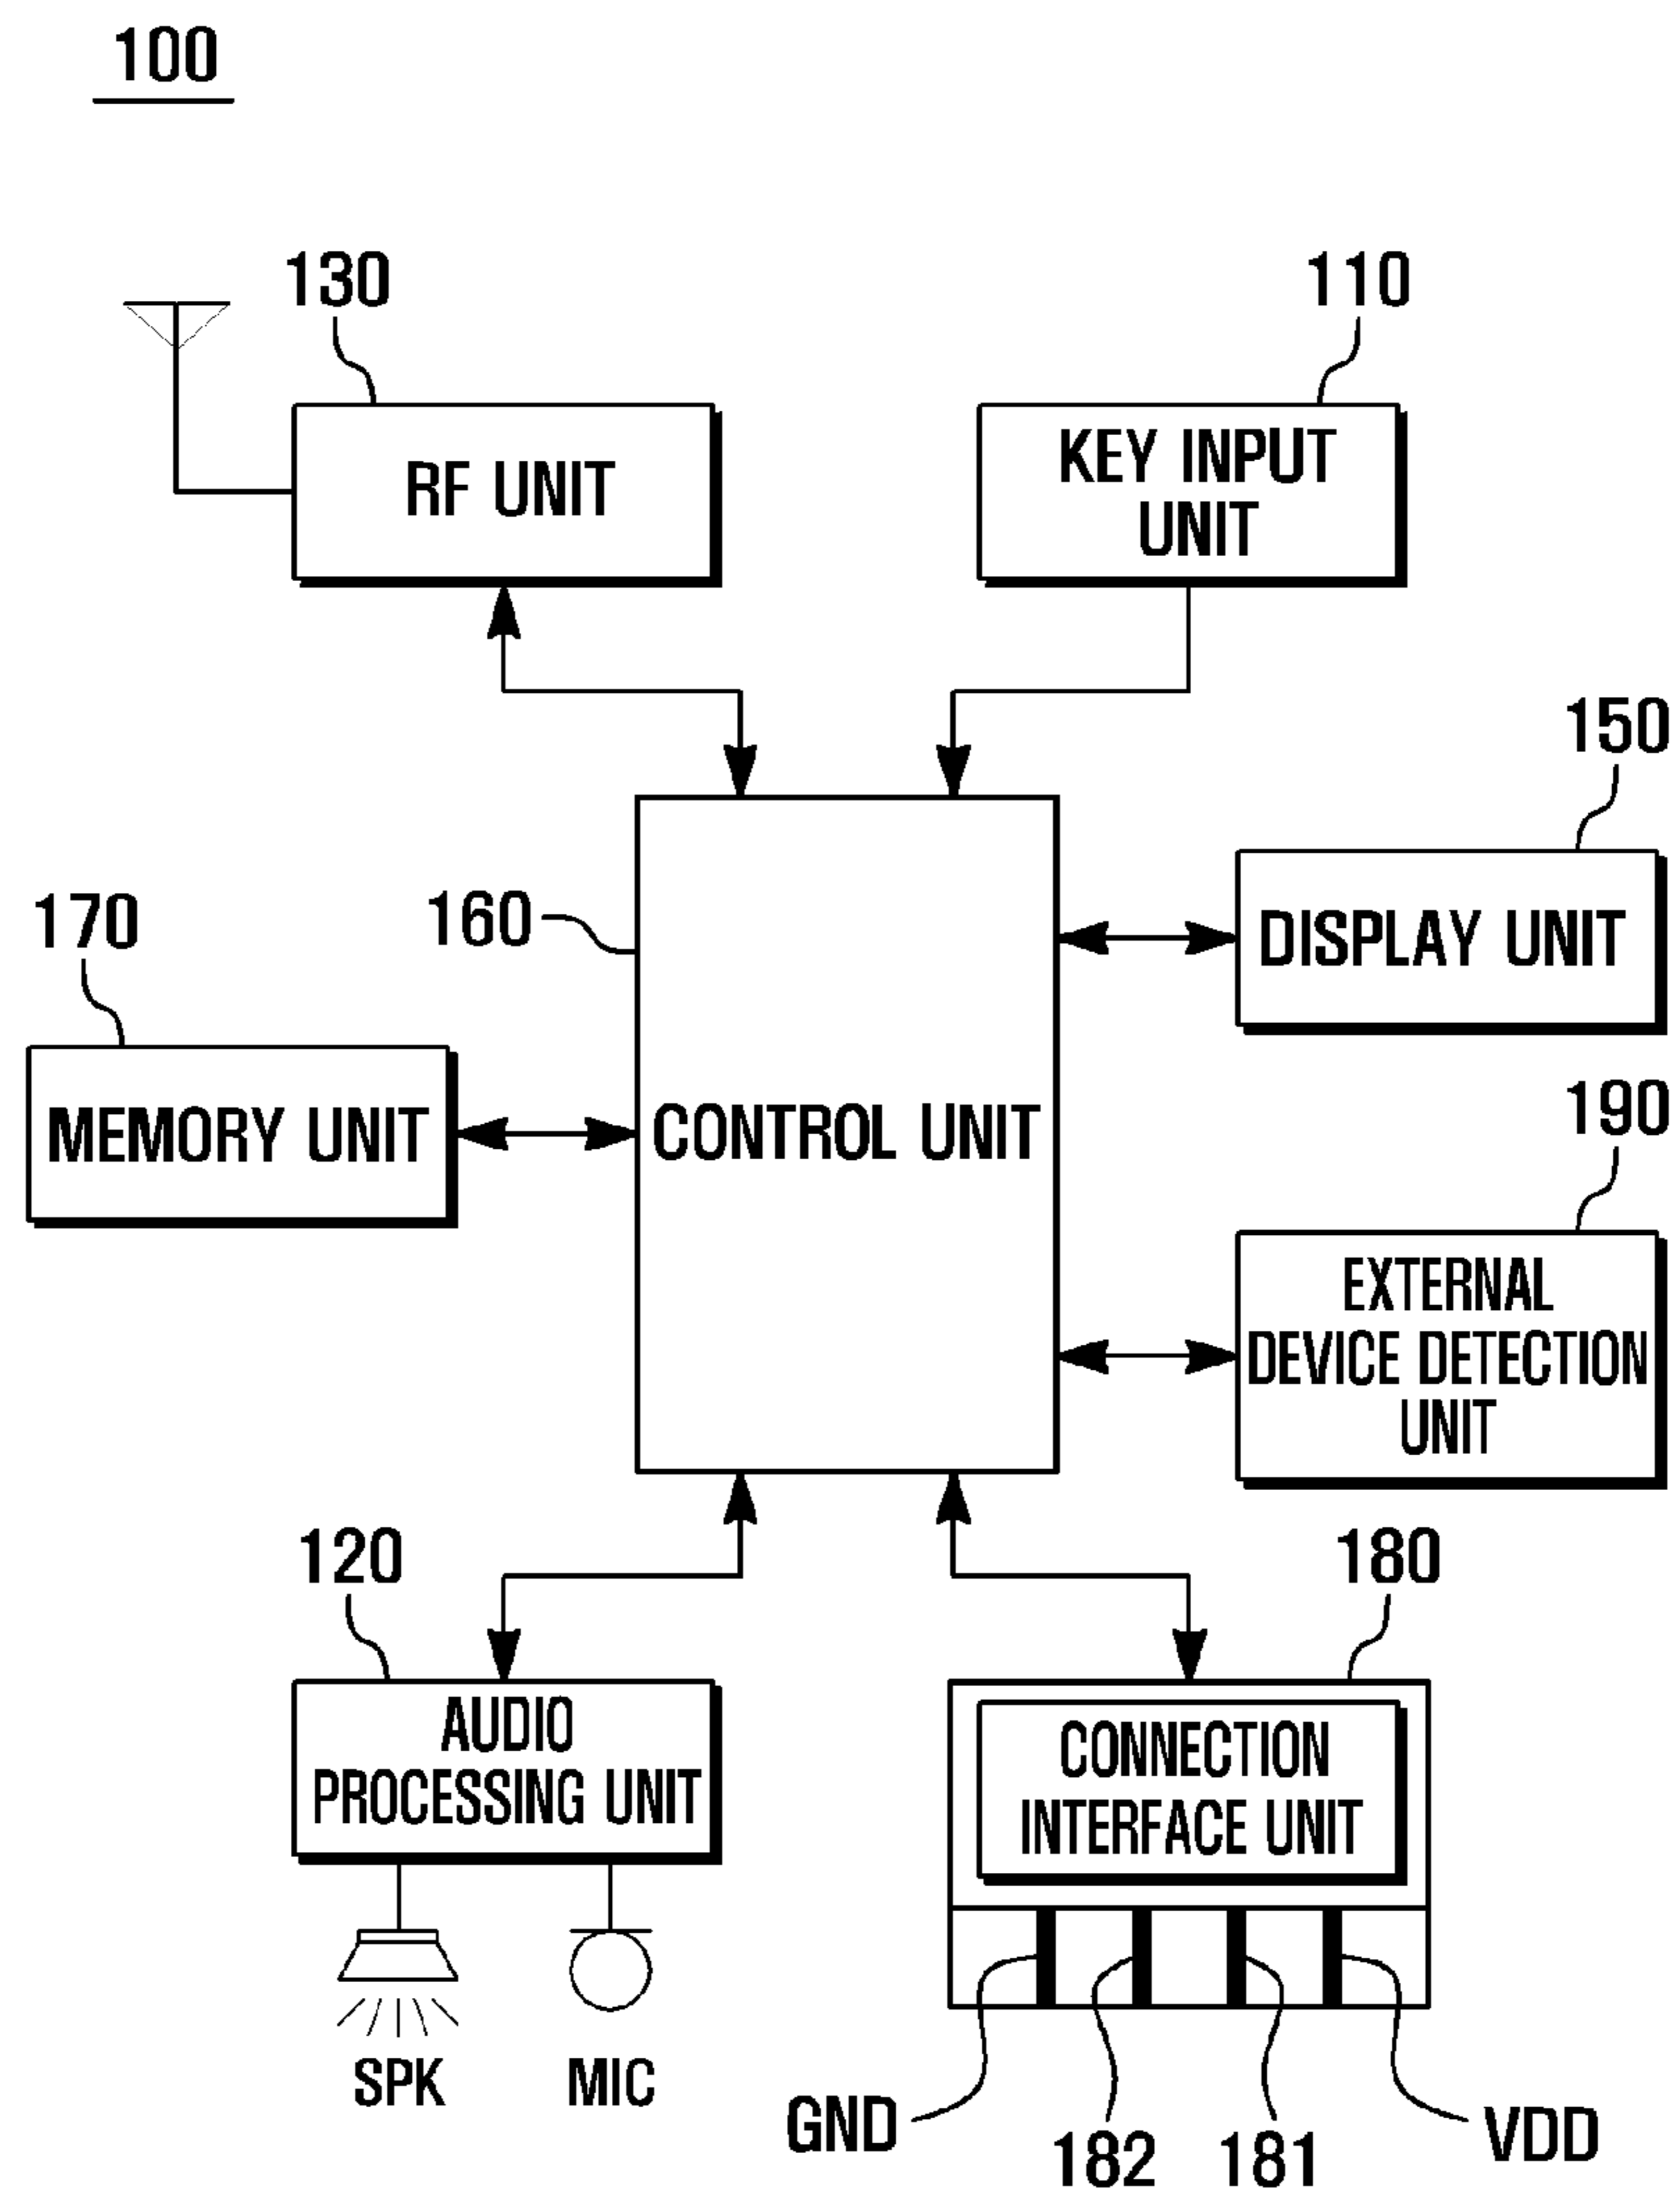 100
130
110
RF UNIT
KEY INPUT
UNIT
150
170
160
DISPLAY UNIT
MEMORY UNIT
CONTROL UNIT
190
EXTERNAL
DEVICE DETECTION
UNIT
120
180
AUDIO
PROCESSING UNIT
CONNECTION
INTERFACE UNIT
SPK
MIC
GND
182
181
VDD